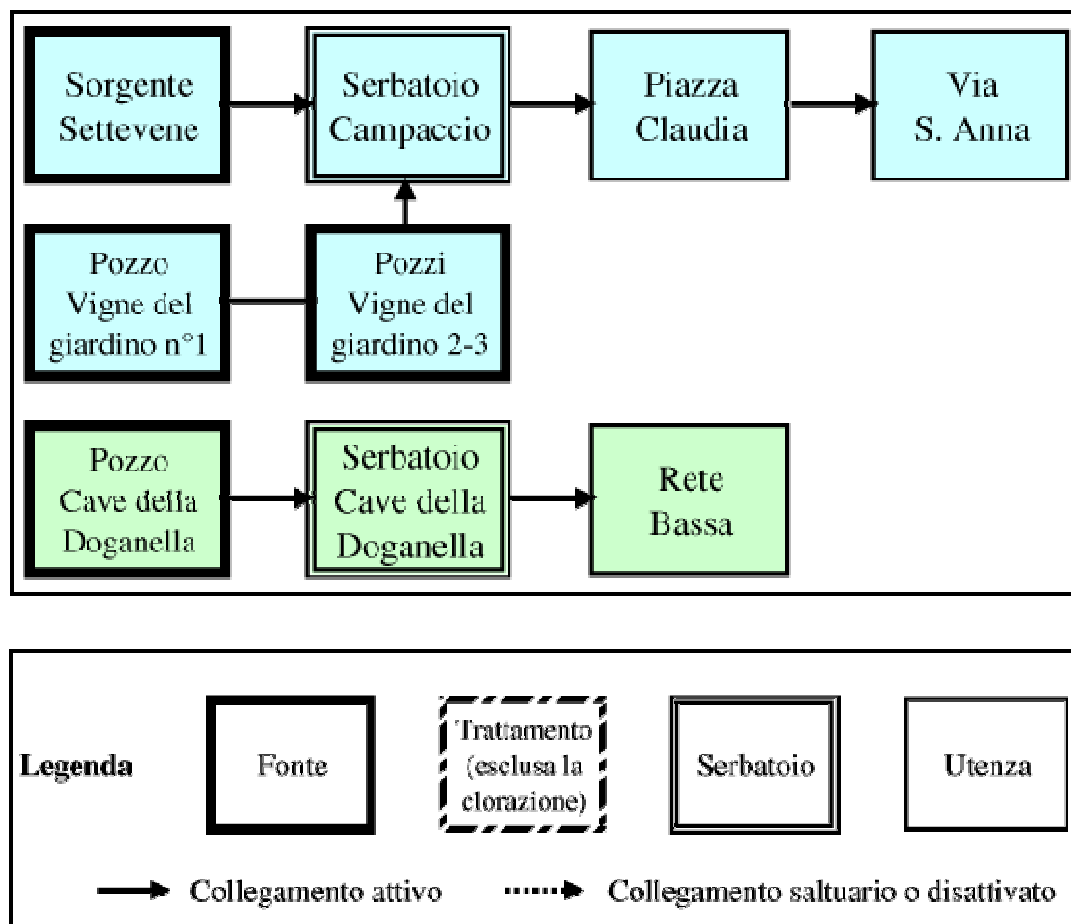 Sorgente
Settevene
Serbatoio
Campaccio
Piazza
Claudia
Via
S. Anna
Pozzo
Vigne del
giardino n°1
Pozzi
Vigne del
giardino 2-3
Pozzo
Cave della
Doganella
Serbatoio
Cave della
Doganella
Rete
Bassa
Legenda
Fonte
Trattamento
(esclusa la
clorazione)
Serbatoio
Utenza
Collegamento attivo
Collegamento saltuario o disattivato